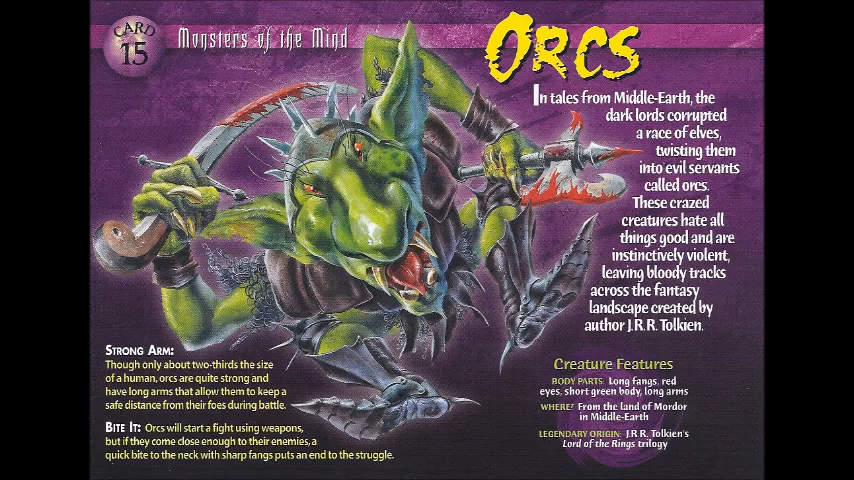 CARD 15
Monsters of the Mind
ORCS
In tales from Middle-Earth, the
dark lords corrupted
a race of elves,
twisting them
into evil servants
called orcs.
These crazed
creatures hate all
things good and are
instinctively violent,
leaving bloody tracks
across the fantasy
landscape created by
author J.R.R. Tolkien.
STRONG ARM:
Though only about two-thirds the size
of a human, orcs are quite strong and
have long arms that allow them to keep a
safe distance from their foes during battle.
BITE IT: Orcs will start a fight using weapons,
but if they come close enough to their enemies, a
quick bite to the neck with sharp fangs puts an end to the struggle.
Creature Features
BODY PARTS: Long fangs, red
eyes, short green body, long arms
WHERE? From the land of Mordor
in Middle-Earth
LEGENDARY ORIGIN: J.R.R. Tolkien's
Lord of the Rings trilogy